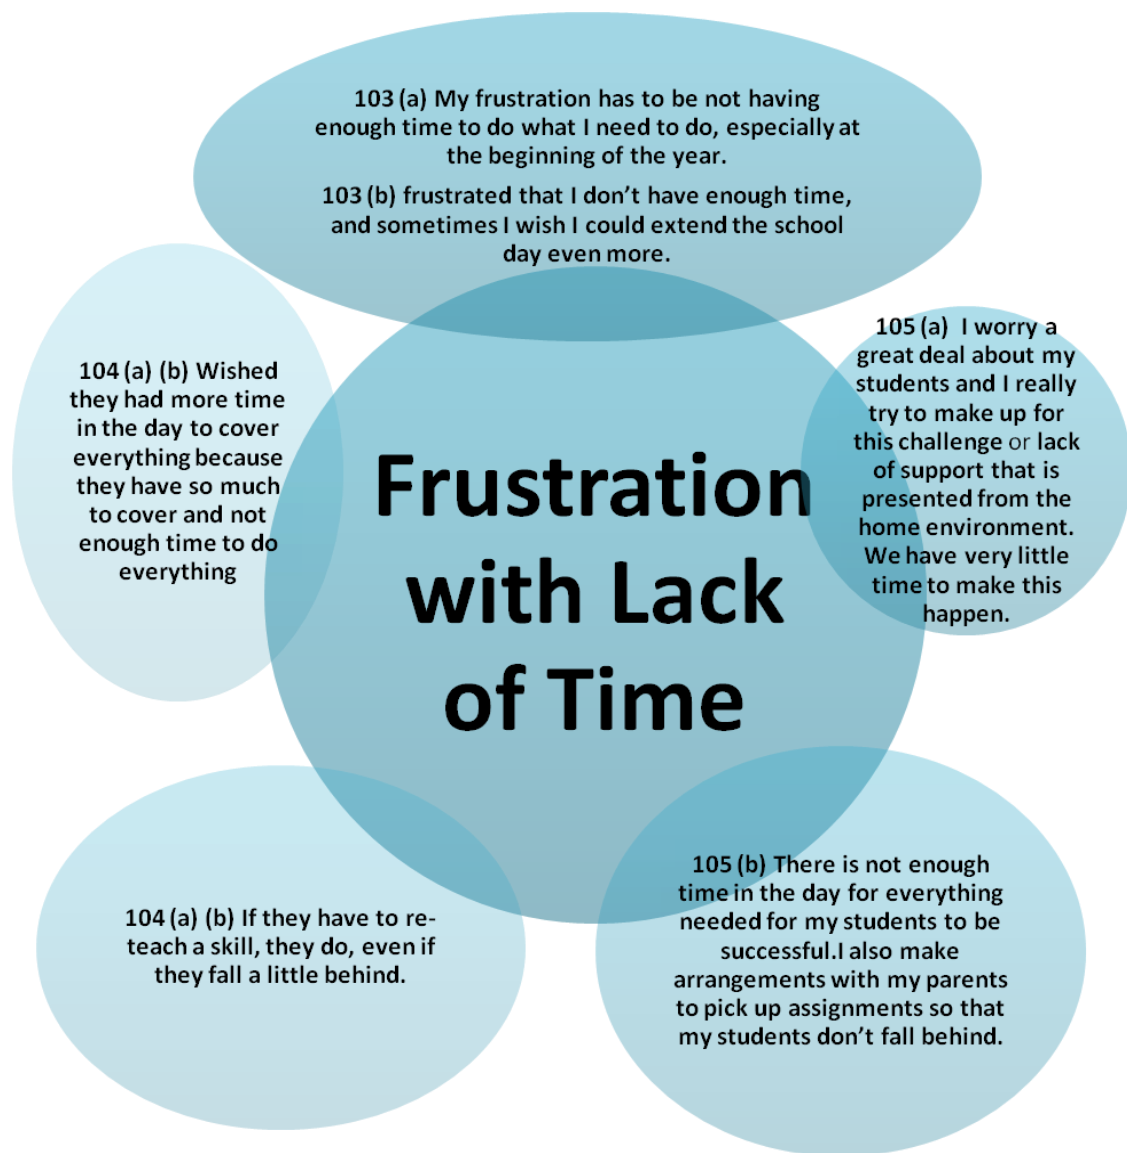 103 (a) My frustration has to be not having
enough time to do what I need to do, especially at
the beginning of the year.
103 (b) frustrated that I don’t have enough time,
and sometimes I wish I could extend the school
day even more.
104 (a) (b) Wished
they had more time
in the day to cover
everything because
they have so much
to cover and not
enough time to do
everything
Frustration
with Lack
of Time
105 (a) I worry a
great deal about my
students and I really
try to make up for
this challenge or lack
of support that is
presented from the
home environment.
We have very little
time to make this
happen.
104 (a) (b) If they have to re-
teach a skill, they do, even if
they fall a little behind.
105 (b) There is not enough
time in the day for everything
needed for my students to be
successful.I also make
arrangements with my parents
to pick up assignments so that
my students don’t fall behind.